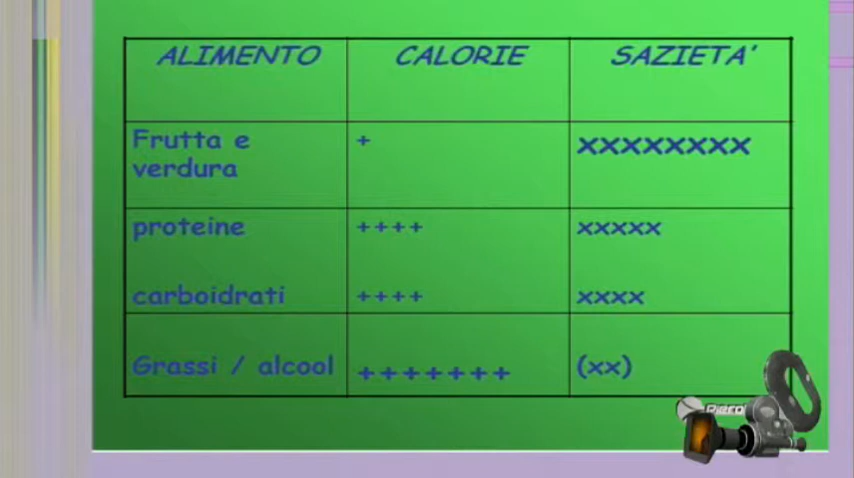 ALIMENTO CALORIE SAZIETA'
Frutta e + xxxxxxxx
verdura
proteine ++++ xxxxx
carboidrati ++++ xxxx
Grassi / alcool +++++++ (xx)